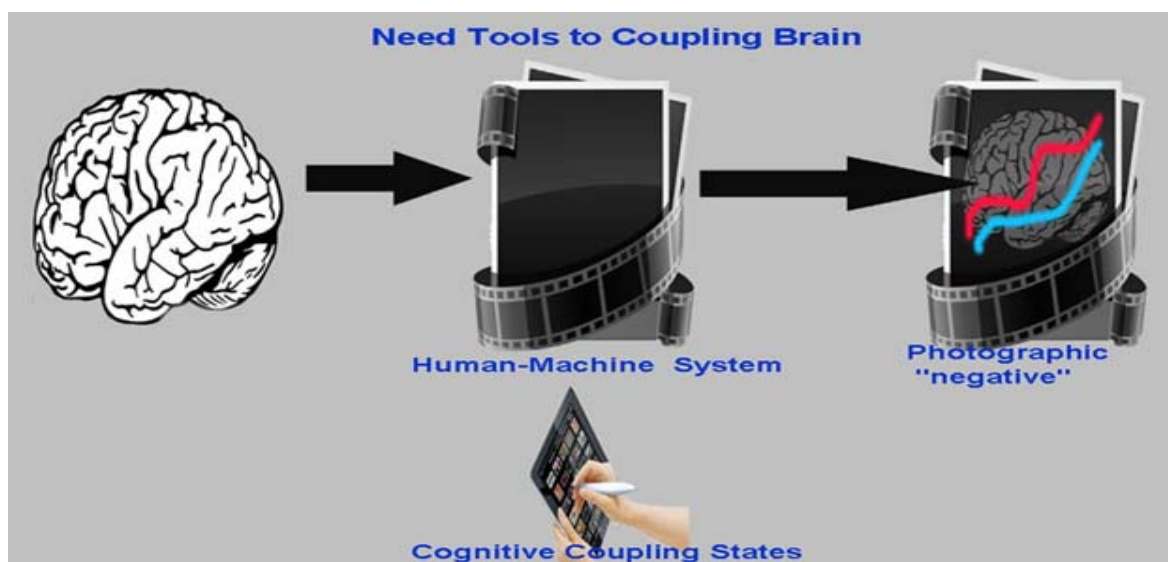 Need Tools to Coupling Brain
Human-Machine System
Photographic
"negative"
Cognitive Coupling States